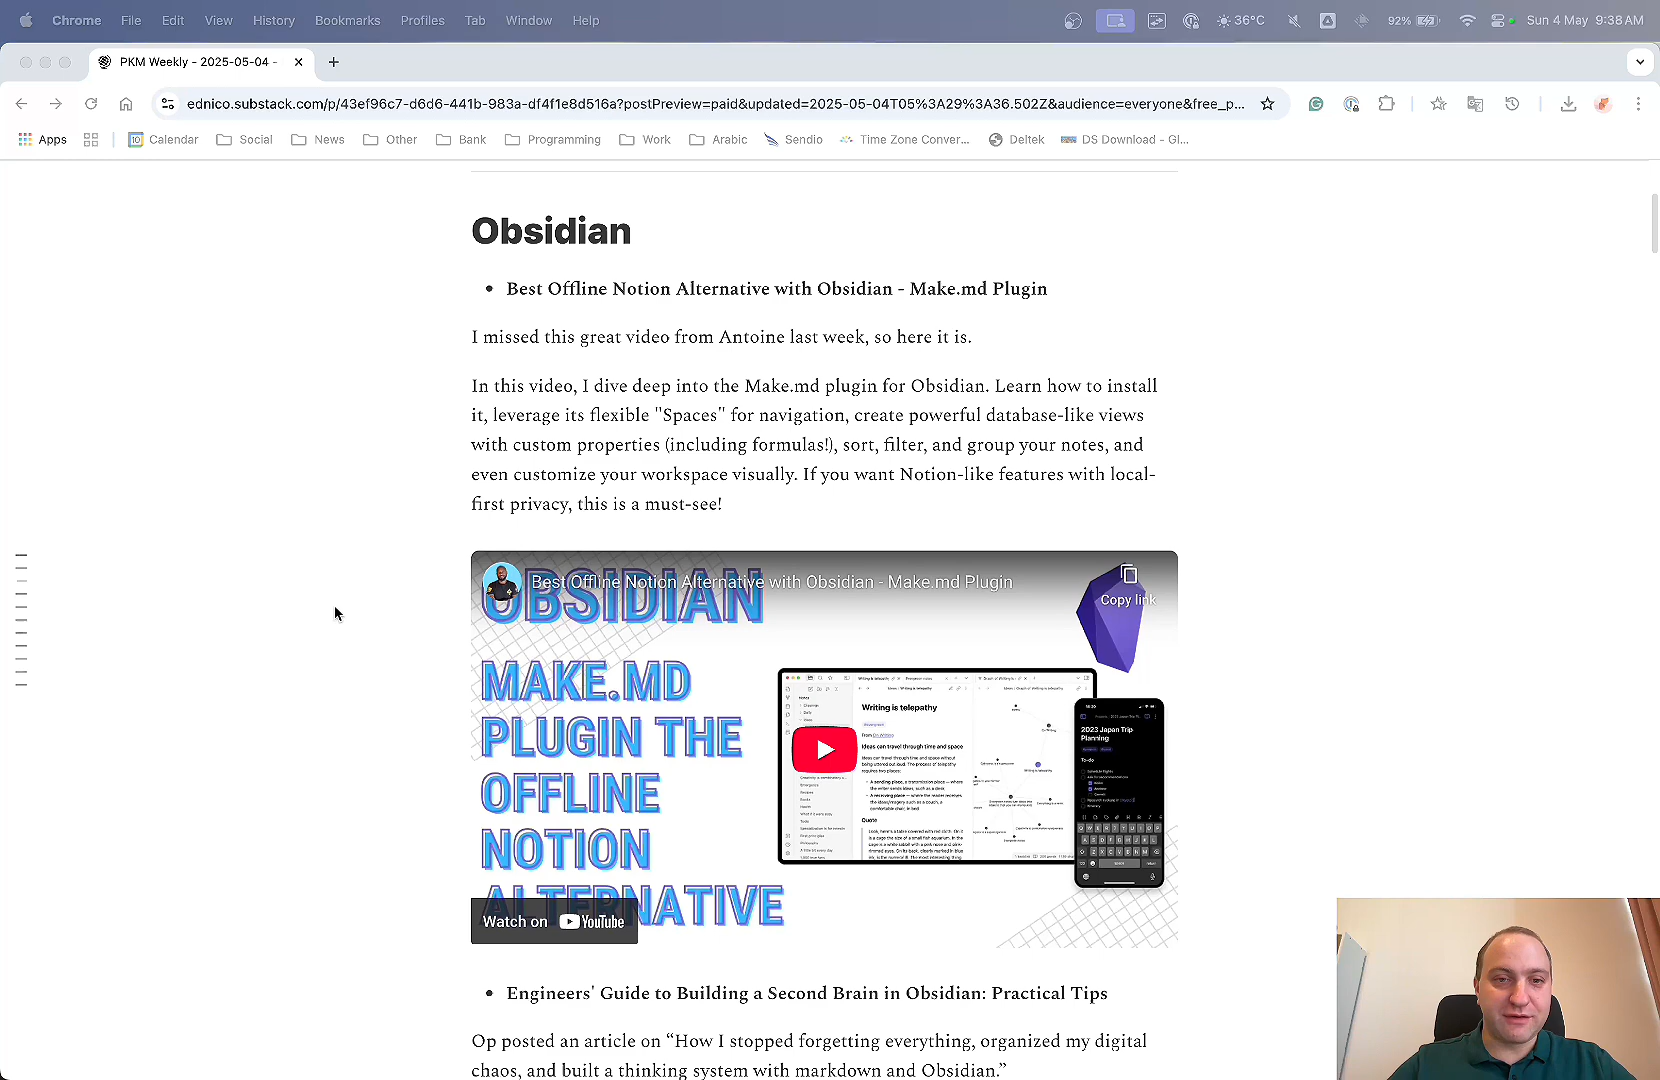 Chrome File Edit View History Bookmarks Profiles Tab Window Help 36°C 92% Sun 4 May 9:38 AM
PKM Weekly - 2025-05-04 -
ednico.substack.com/p/43ef96c7-d6d6-441b-983a-df4f1e8d516a?postPreview=paid&updated=2025-05-04T05%3A29%3A36.502Z&audience=everyone&free_p...
Apps Calendar Social News Other Bank Programming Work Arabic Sendio Time Zone Conver... Deltek DS Download - Gl...
Obsidian
• Best Offline Notion Alternative with Obsidian - Make.md Plugin
I missed this great video from Antoine last week, so here it is.
In this video, I dive deep into the Make.md plugin for Obsidian. Learn how to install
it, leverage its flexible "Spaces" for navigation, create powerful database-like views
with custom properties (including formulas!), sort, filter, and group your notes, and
even customize your workspace visually. If you want Notion-like features with local-
first privacy, this is a must-see!
Best Offline Notion Alternative with Obsidian - Make.md Plugin
Copy link
OBSIDIAN
MAKE.MD
PLUGIN THE
OFFLINE
NOTION
ALTERNATIVE
Writing is telepathy
Ideas can travel through time and space
Quote
2023 Japan Trip
Planning
To-do
Watch on YouTube
• Engineers' Guide to Building a Second Brain in Obsidian: Practical Tips
Op posted an article on “How I stopped forgetting everything, organized my digital
chaos, and built a thinking system with markdown and Obsidian.”